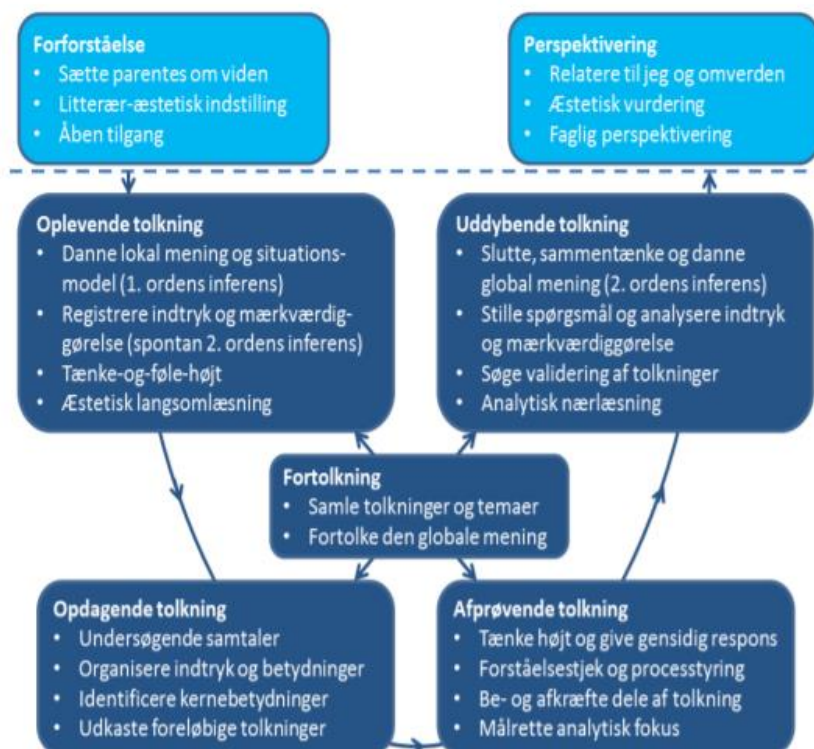 Forforståelse
• Sætte parentes om viden
• Litterær-æstetisk indstilling
• Åben tilgang
Perspektivering
• Relatere til jeg og omverden
• Æstetisk vurdering
• Faglig perspektivering
Oplevende tolkning
• Danne lokal mening og situations-
model (1. ordens inferens)
• Registrere indtryk og mærkværdig-
gørelse (spontan 2. ordens inferens)
• Tænke-og-føle-højt
• Æstetisk langsomlæsning
Uddybende tolkning
• Slutte, sammentænke og danne
global mening (2. ordens inferens)
• Stille spørgsmål og analysere indtryk
og mærkværdiggørelse
• Søge validering af tolkninger
• Analytisk nærlæsning
Fortolkning
• Samle tolkninger og temaer
• Fortolke den globale mening
Opdagende tolkning
• Undersøgende samtaler
• Organisere indtryk og betydninger
• Identificere kernebetydninger
• Udkaste foreløbige tolkninger
Afprøvende tolkning
• Tænke højt og give gensidig respons
• Forståelsestjek og processtyring
• Be- og afkræfte dele af tolkning
• Målrette analytisk fokus